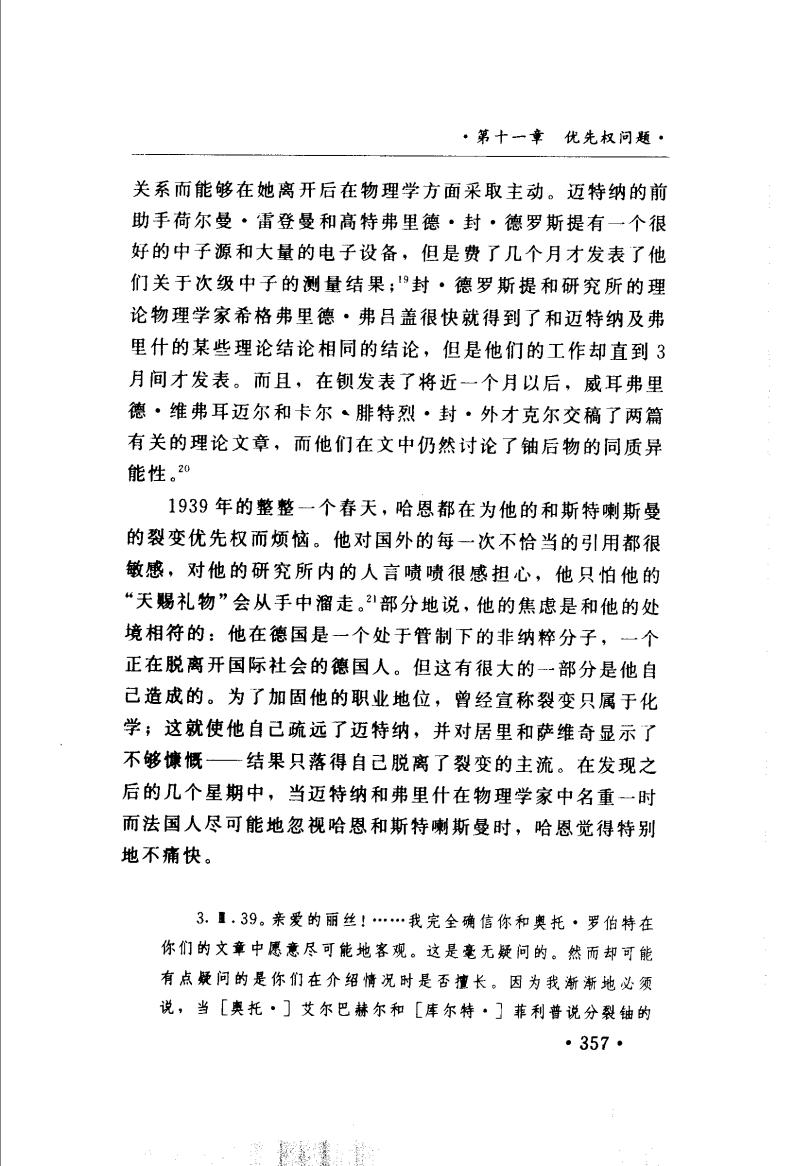 ·第十一章 优先权问题·
关系而能够在她离开后在物理学方面采取主动。迈特纳的前
助手荷尔曼·雷登曼和高特弗里德·封·德罗斯提有一个很
好的中子源和大量的电子设备，但是费了几个月才发表了他
们关于次级中子的测量结果；¹⁹封·德罗斯提和研究所的理
论物理学家希格弗里德·弗吕盖很快就得到了和迈特纳及弗
里什的某些理论结论相同的结论，但是他们的工作却直到 3
月间才发表。而且，在钡发表了将近一个月以后，威耳弗里
德·维弗耳迈尔和卡尔·腓特烈·封·外才克尔交稿了两篇
有关的理论文章，而他们在文中仍然讨论了铀后物的同质异
能性。²⁰
1939 年的整整一个春天，哈恩都在为他的和斯特喇斯曼
的裂变优先权而烦恼。他对国外的每一次不恰当的引用都很
敏感，对他的研究所内的人言啧啧很感担心，他只怕他的
“天赐礼物”会从手中溜走。²¹部分地说，他的焦虑是和他的处
境相符的：他在德国是一个处于管制下的非纳粹分子，一个
正在脱离开国际社会的德国人。但这有很大的一部分是他自
己造成的。为了加固他的职业地位，曾经宣称裂变只属于化
学；这就使他自己疏远了迈特纳，并对居里和萨维奇显示了
不够慷慨——结果只落得自己脱离了裂变的主流。在发现之
后的几个星期中，当迈特纳和弗里什在物理学家中名重一时
而法国人尽可能地忽视哈恩和斯特喇斯曼时，哈恩觉得特别
地不痛快。
3. Ⅲ. 39。亲爱的丽丝！……我完全确信你和奥托·罗伯特在
你们的文章中愿意尽可能地客观。这是毫无疑问的。然而却可能
有点疑问的是你们在介绍情况时是否擅长。因为我渐渐地必须
说，当［奥托·］艾尔巴赫尔和［库尔特·］菲利普说分裂铀的
·357·